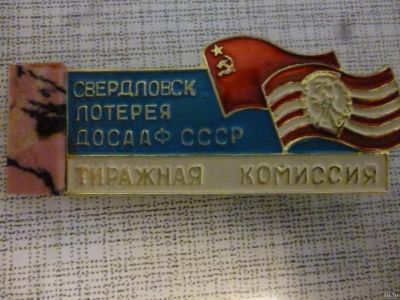 СВЕРДЛОВСК
ЛОТЕРЕЯ
ДОСААФ СССР
ТИРАЖНАЯ КОМИССИЯ